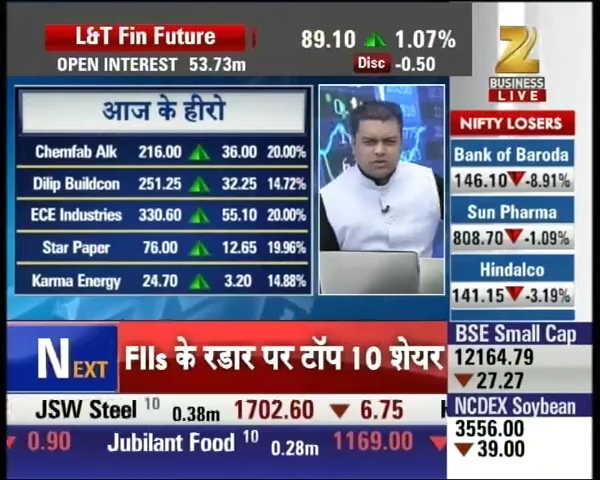 L&T Fin Future
89.10 1.07%
OPEN INTEREST 53.73m
Disc -0.50
Z
BUSINESS
LIVE
आज के हीरो
Chemfab Alk 216.00 36.00 20.00%
Dilip Buildcon 251.25 32.25 14.72%
ECE Industries 330.60 55.10 20.00%
Star Paper 76.00 12.65 19.96%
Karma Energy 24.70 3.20 14.88%
NIFTY LOSERS
Bank of Baroda
146.10 -8.91%
Sun Pharma
808.70 -1.09%
Hindalco
141.15 -3.19%
NEXT
FIIs के रडार पर टॉप 10 शेयर
BSE Small Cap
12164.79
27.27
JSW Steel 10 0.38m 1702.60 6.75
0.90 Jubilant Food 10 0.28m 1169.00
NCDEX Soybean
3556.00
39.00